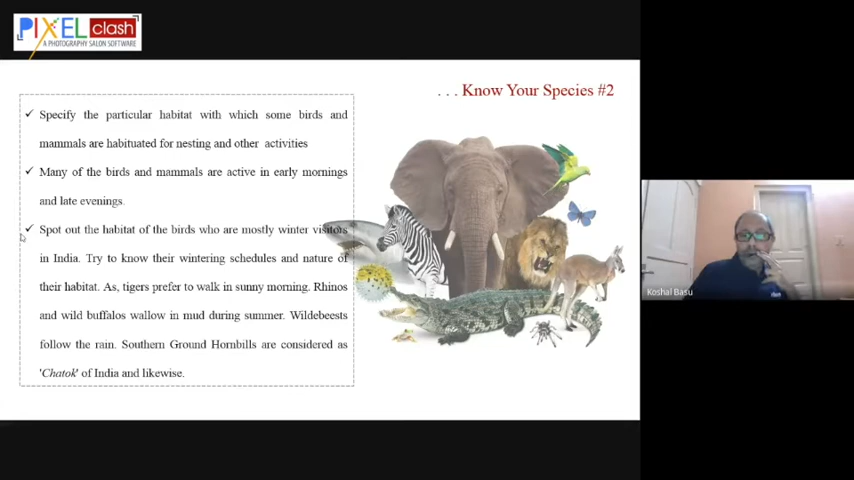 PIXEL clash
A PHOTOGRAPHY SALON SOFTWARE
. . . Know Your Species #2
✓ Specify the particular habitat with which some birds and
mammals are habituated for nesting and other activities
✓ Many of the birds and mammals are active in early mornings
and late evenings.
✓ Spot out the habitat of the birds who are mostly winter visitors
in India. Try to know their wintering schedules and nature of
their habitat. As, tigers prefer to walk in sunny morning. Rhinos
and wild buffalos wallow in mud during summer. Wildebeests
follow the rain. Southern Ground Hornbills are considered as
'Chatok' of India and likewise.
Koshal Basu